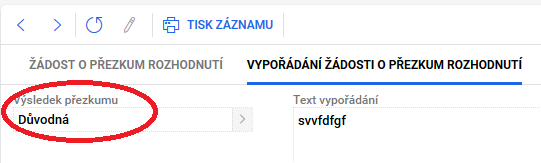 TISK ZÁZNAMU
ŽÁDOST O PŘEZKUM ROZHODNUTÍ VYPOŘÁDÁNÍ ŽÁDOSTI O PŘEZKUM ROZHODNUTÍ
Výsledek přezkumu Text vypořádání
Důvodná svvfdfgf